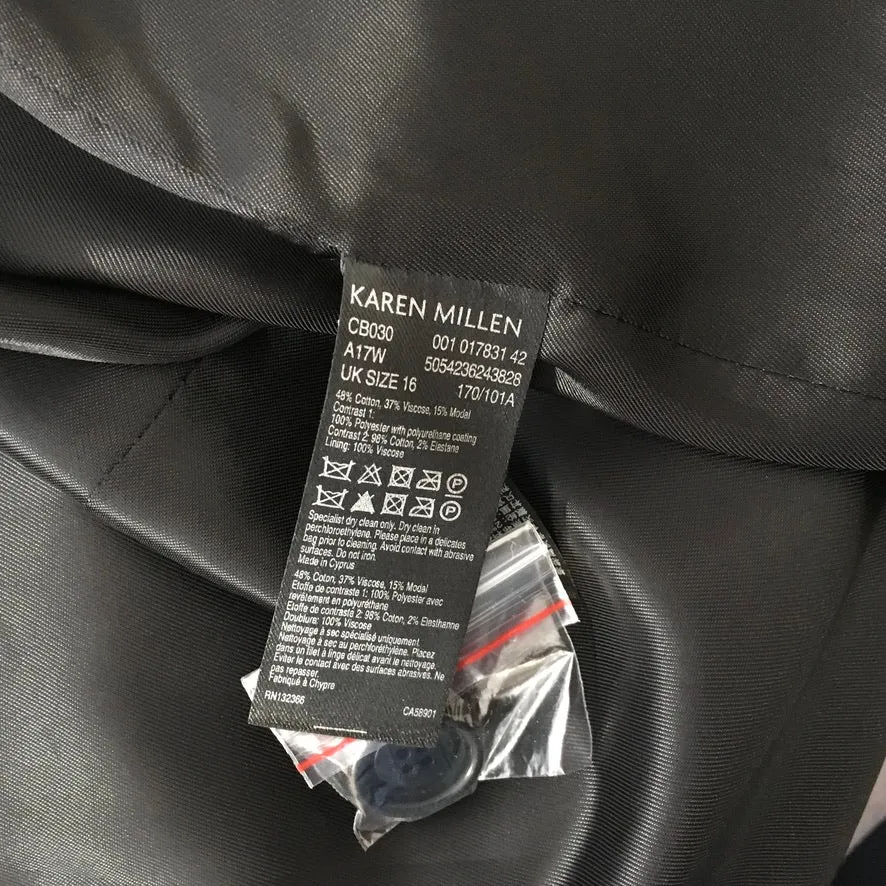 KAREN MILLEN
CB030 001 017831 42
A17W 5054236243828
UK SIZE 16 170/101A
48% Cotton, 37% Viscose, 15% Modal
Contrast 1:
100% Polyester with polyurethane coating
Contrast 2: 98% Cotton, 2% Elastane
Lining: 100% Viscose
P
P
Specialist dry clean only. Dry clean in
perchloroethylene. Please place in a delicates
bag prior to cleaning. Avoid contact with abrasive
surfaces. Do not iron.
Made in Cyprus
48% Coton, 37% Viscose, 15% Modal
Etoffe de contraste 1: 100% Polyester avec
revêtement en polyuréthane
Etoffe de contraste 2: 98% Coton, 2% Elasthanne
Doublure: 100% Viscose
Nettoyage à sec spécialisé uniquement.
Nettoyage à sec au perchloréthylène. Placez
dans un filet à linge délicat avant le nettoyage.
Eviter le contact avec des surfaces abrasives. Ne
pas repasser.
Fabriqué à Chypre
RN132366 CA58901